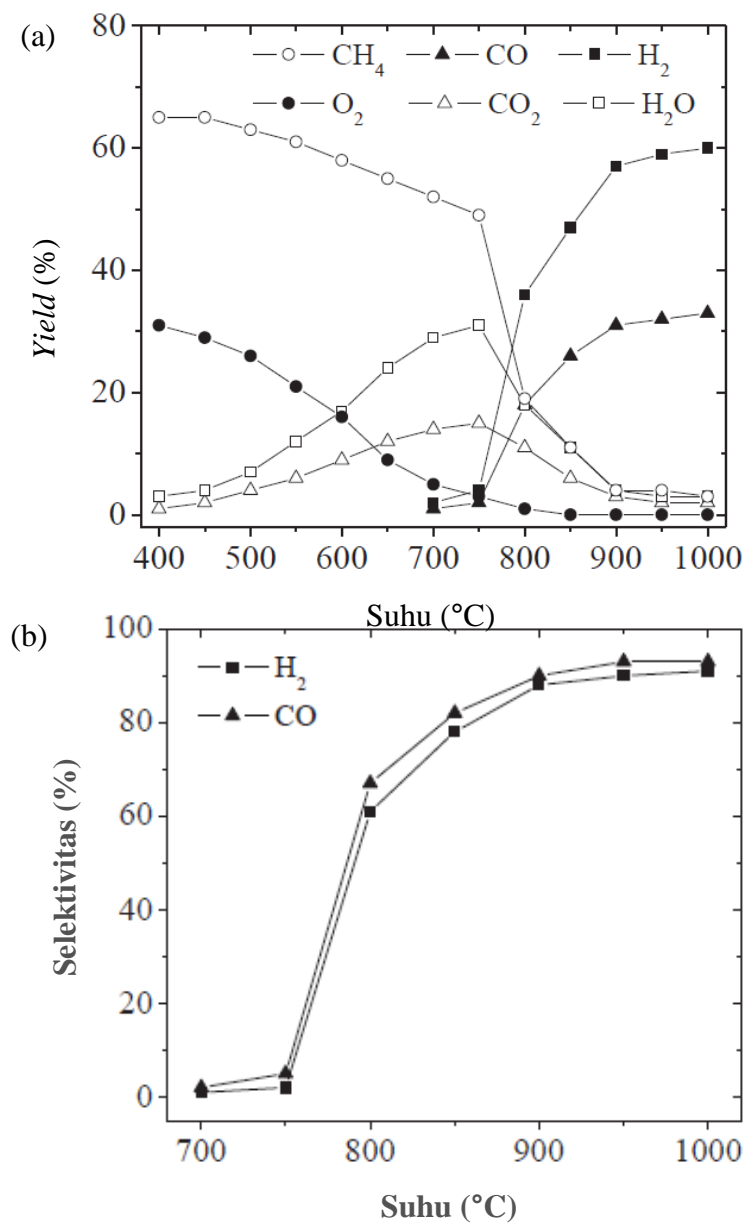 (a)
80
CH₄ CO H₂
O₂ CO₂ H₂O
60
40
20
0
Yield (%)
400 500 600 700 800 900 1000
Suhu (°C)
(b)
100
H₂
CO
80
60
40
20
0
Selektivitas (%)
700 800 900 1000
Suhu (°C)